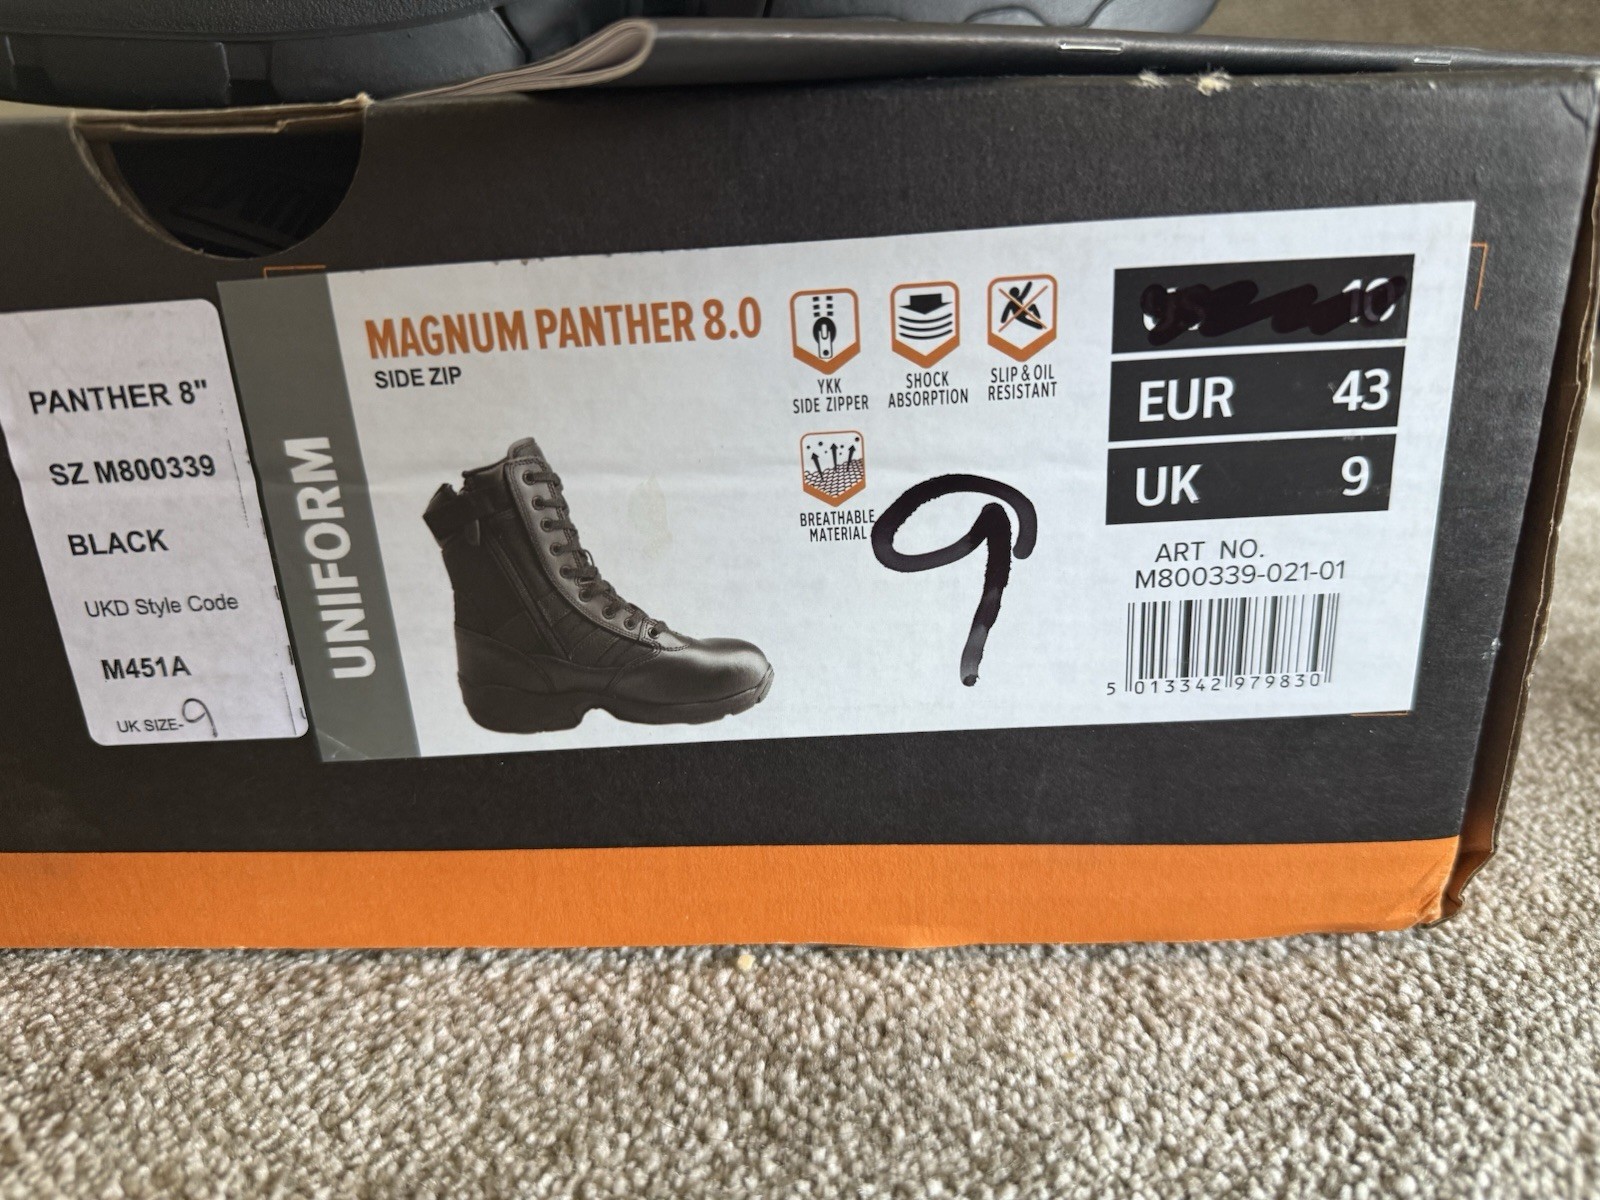 PANTHER 8"
SZ M800339
BLACK
UKD Style Code
M451A
UK SIZE-9
UNIFORM
MAGNUM PANTHER 8.0
SIDE ZIP
YKK
SIDE ZIPPER
SHOCK
ABSORPTION
SLIP & OIL
RESISTANT
BREATHABLE
MATERIAL
9
US 10
EUR 43
UK 9
ART NO.
M800339-021-01
5 013342 979830